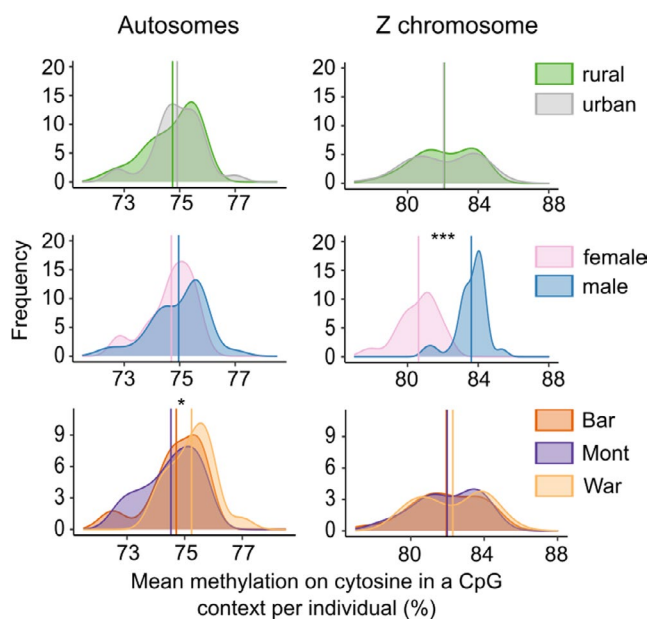 Autosomes
Z chromosome
20
15
10
5
0
73 75 77
20
15
10
5
0
80 84 88
rural
urban
Frequency
20
15
10
5
0
73 75 77
***
20
15
10
5
0
80 84 88
female
male
*
9
6
3
0
73 75 77
9
6
3
0
80 84 88
Bar
Mont
War
Mean methylation on cytosine in a CpG
context per individual (%)